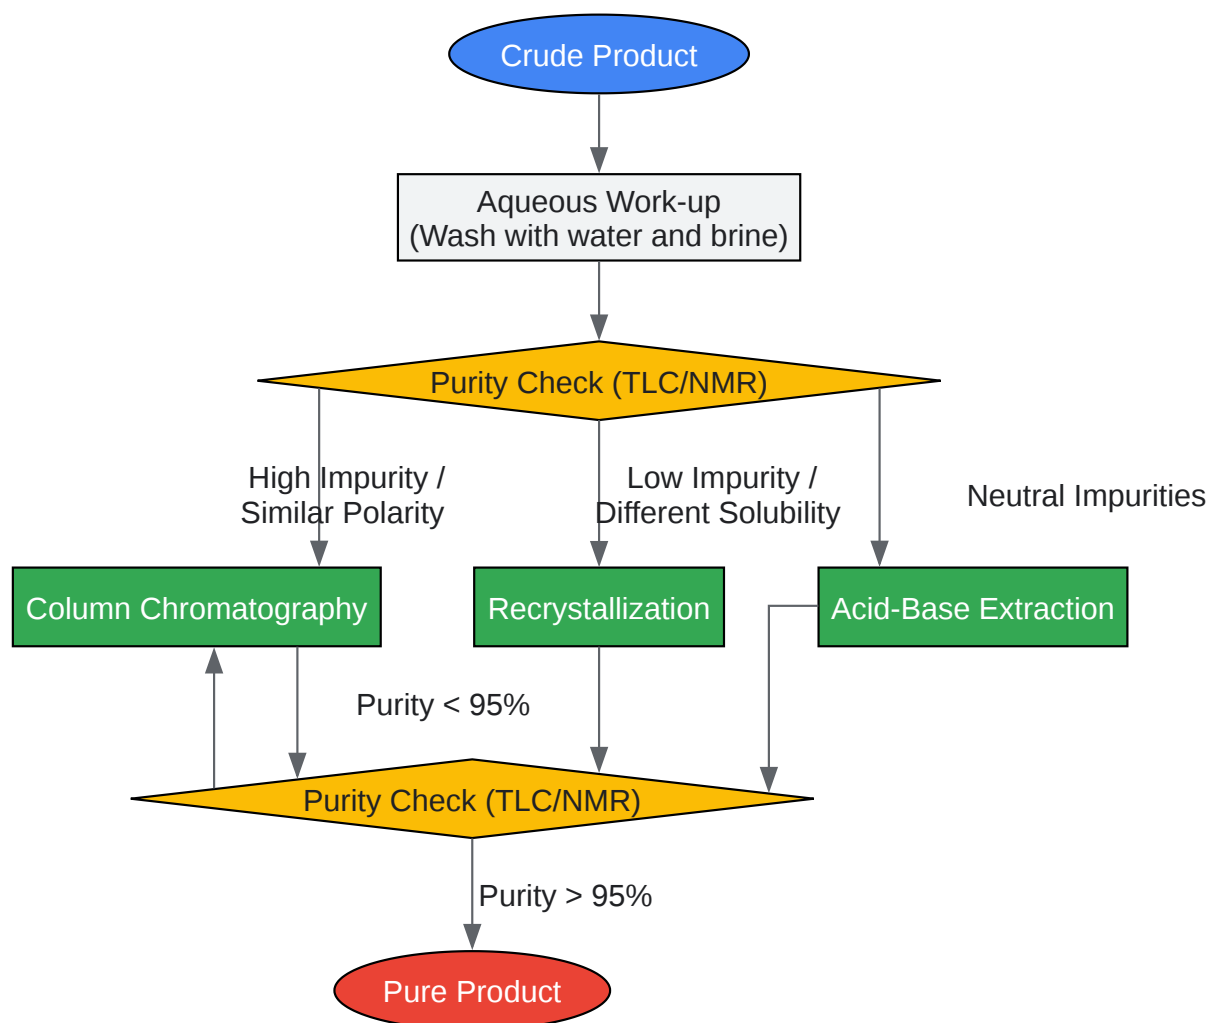 Crude Product
Aqueous Work-up
(Wash with water and brine)
Purity Check (TLC/NMR)
High Impurity /
Similar Polarity
Low Impurity /
Different Solubility
Neutral Impurities
Column Chromatography
Recrystallization
Acid-Base Extraction
Purity < 95%
Purity Check (TLC/NMR)
Purity > 95%
Pure Product